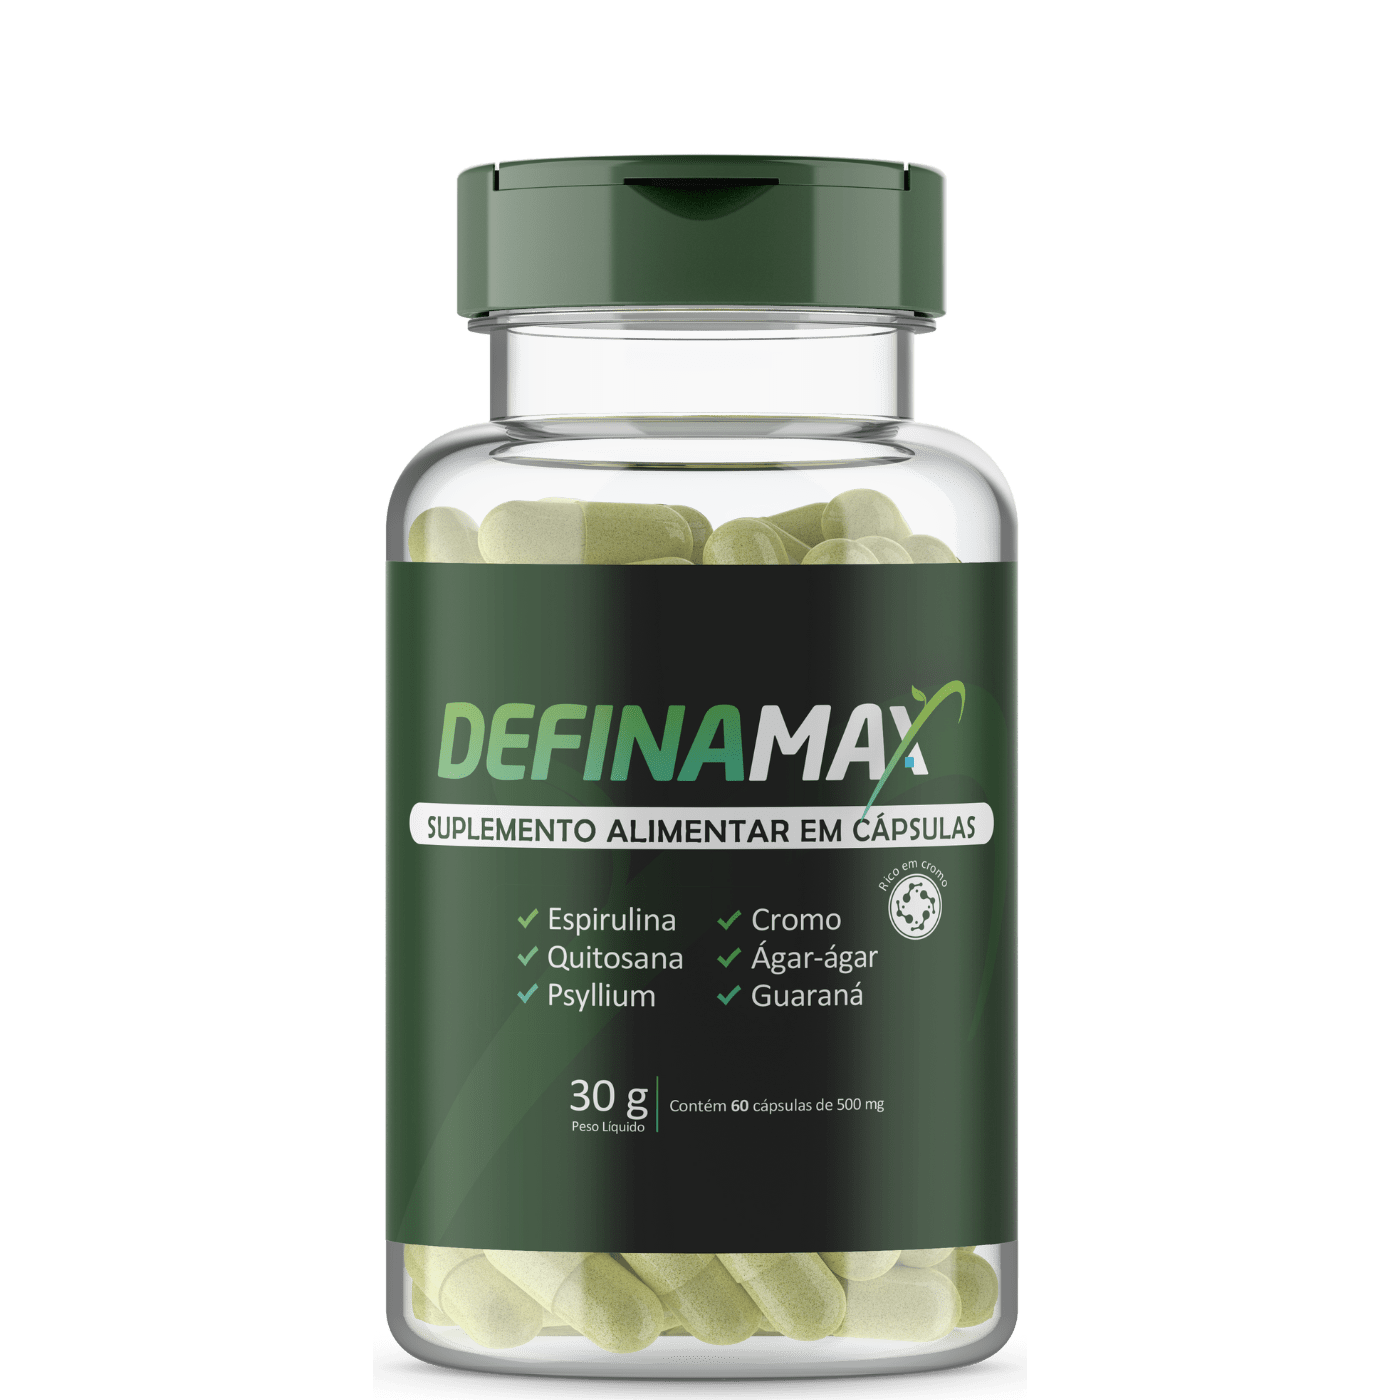 DEFINAMAX
SUPLEMENTO ALIMENTAR EM CÁPSULAS
Rico em cromo
Espirulina
Quitosana
Psyllium
Cromo
Ágar-ágar
Guaraná
30 g
Peso Líquido
Contém 60 cápsulas de 500 mg